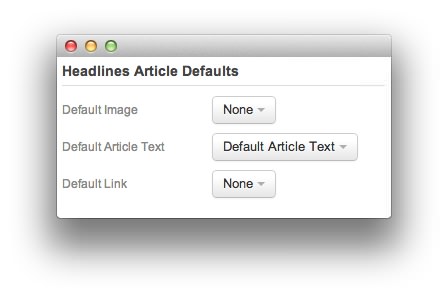 Headlines Article Defaults
Default Image None
Default Article Text Default Article Text
Default Link None